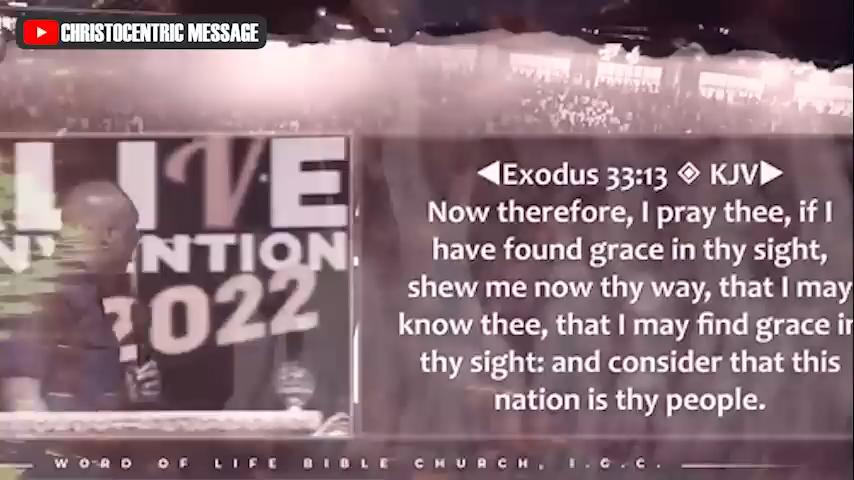 CHRISTOCENTRIC MESSAGE
LIVE
NTION
2022
◀Exodus 33:13 ◈ KJV▶
Now therefore, I pray thee, if I
have found grace in thy sight,
shew me now thy way, that I may
know thee, that I may find grace in
thy sight: and consider that this
nation is thy people.
WORD OF LIFE BIBLE CHURCH, I.G.C.